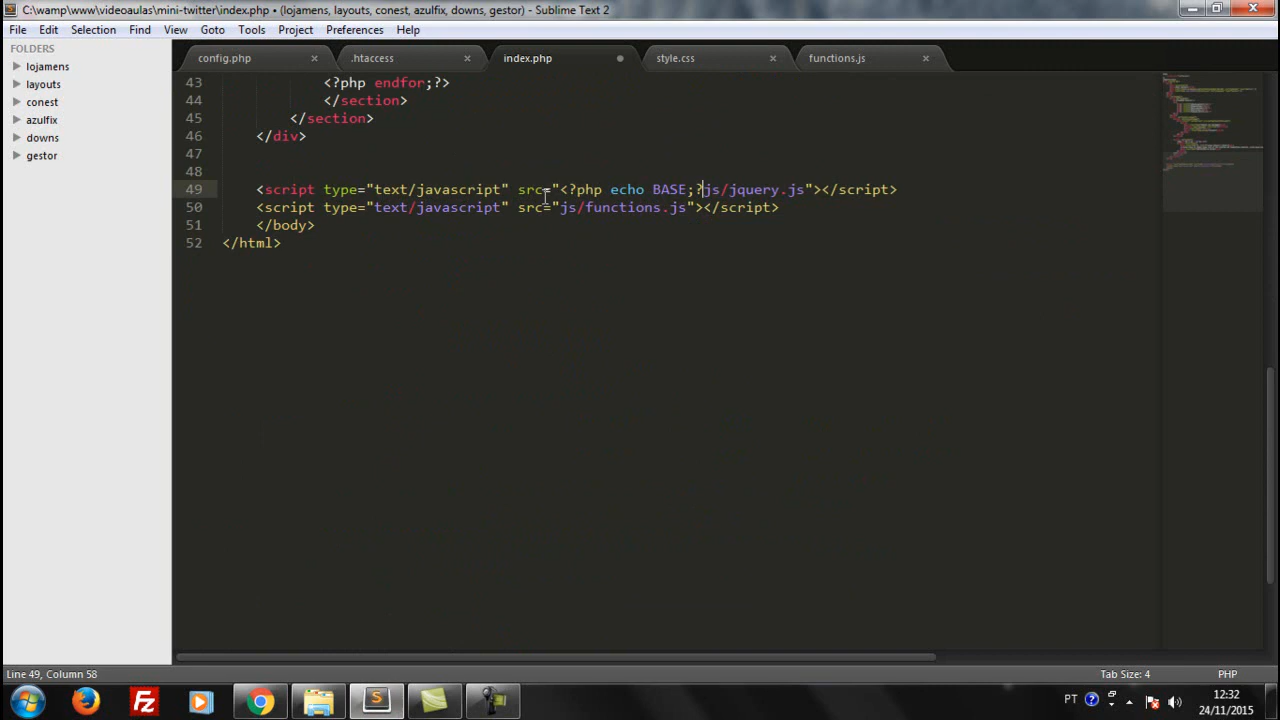 C:\wamp\www\videoaulas\mini-twitter\index.php • (lojamens, layouts, conest, azulfix, downs, gestor) - Sublime Text 2
File Edit Selection Find View Goto Tools Project Preferences Help
FOLDERS
lojamens
layouts
conest
azulfix
downs
gestor
config.php .htaccess index.php style.css functions.js
43 <?php endfor;?>
44 </section>
45 </section>
46 </div>
47
48
49 <script type="text/javascript" src="<?php echo BASE;?js/jquery.js"></script>
50 <script type="text/javascript" src="js/functions.js"></script>
51 </body>
52 </html>
Line 49, Column 58 Tab Size: 4 PHP
PT 12:32
24/11/2015